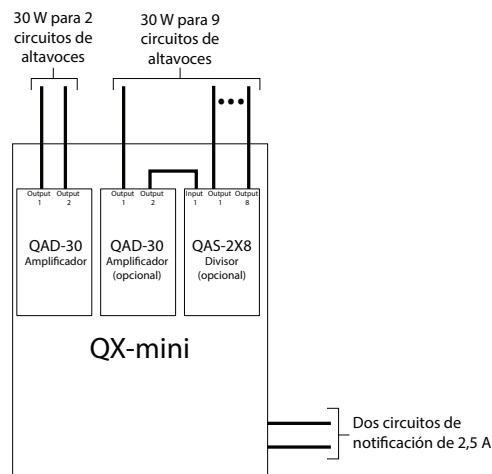 30 W para 2
circuitos de
altavoces
30 W para 9
circuitos de
altavoces
Output
1
Output
2
Output
1
Output
2
Input
1
Output
1
Output
8
QAD-30
Amplificador
QAD-30
Amplificador
(opcional)
QAS-2X8
Divisor
(opcional)
QX-mini
Dos circuitos de
notificación de 2,5 A